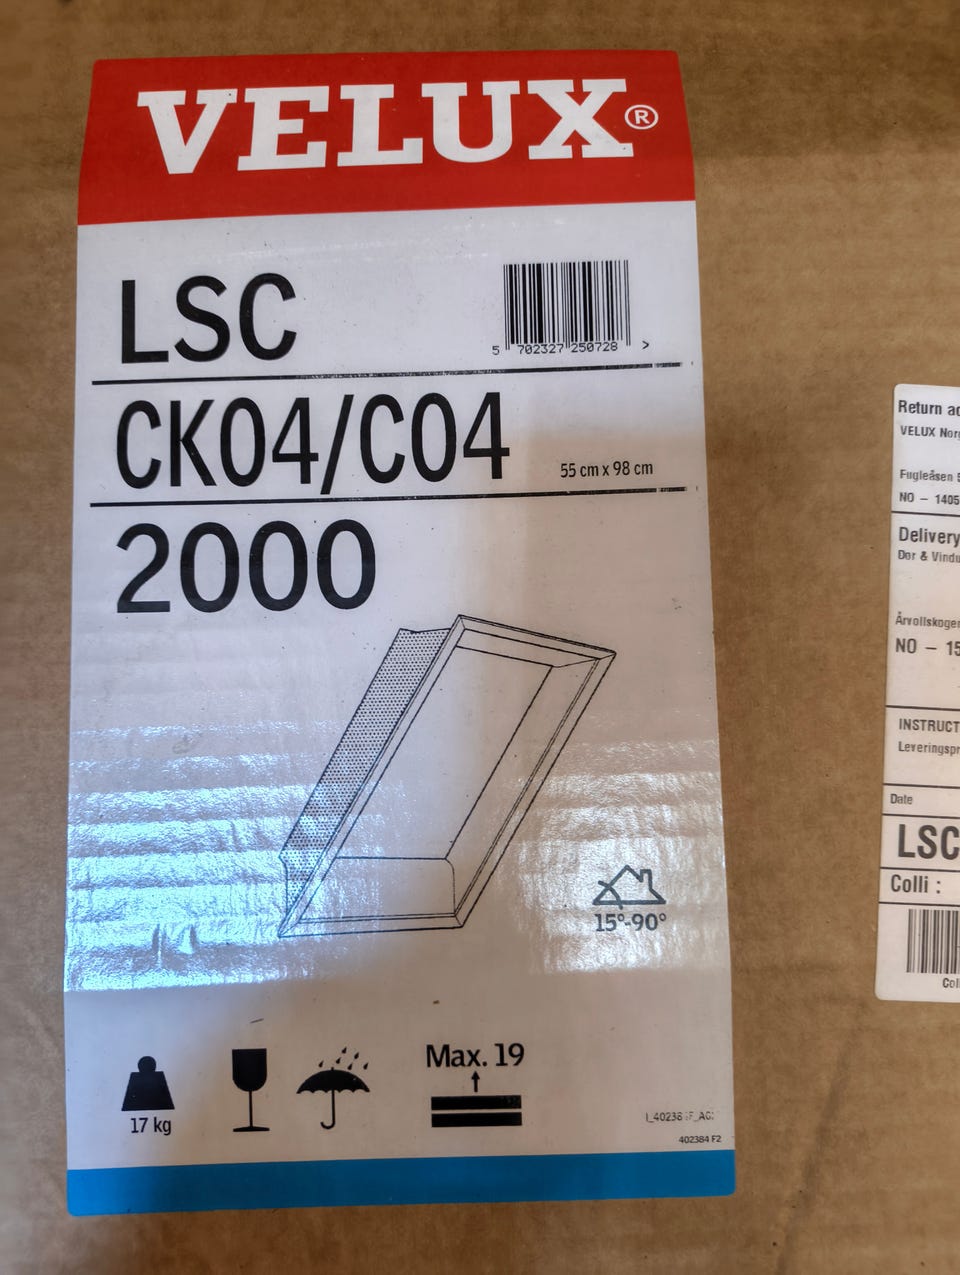 VELUX®
LSC
5 702327 250728 >
CK04/C04
55 cm x 98 cm
2000
15°-90°
17 kg
Max. 19
402384 F2
Return ad
VELUX Norg
Fugleåsen
NO – 1405
Delivery
Dør & Vindu
Årvollskogen
NO – 15
INSTRUCT
Leveringspr
Date
LSC
Colli :
Coll